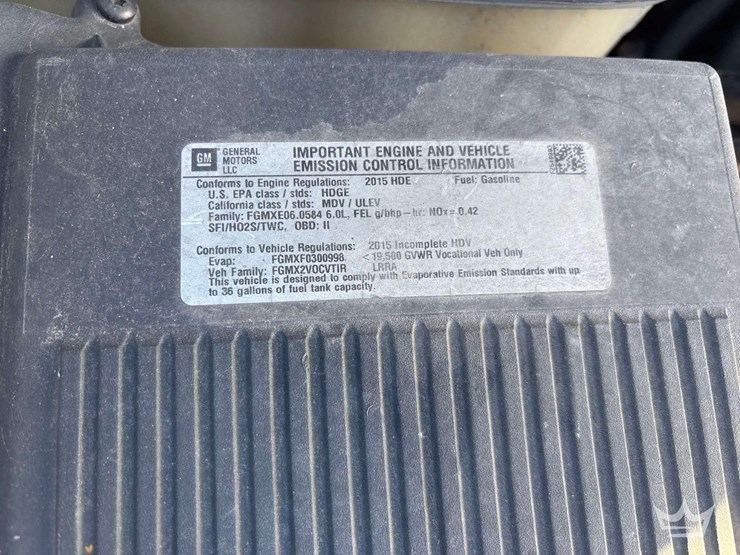 GM
GENERAL
MOTORS
LLC
IMPORTANT ENGINE AND VEHICLE
EMISSION CONTROL INFORMATION
Conforms to Engine Regulations: 2015 HDE Fuel: Gasoline
U.S. EPA class / stds: HDGE
California class / stds: MDV / ULEV
Family: FGMXE06.0584 6.0L, FEL g/bhp-hr: NOx= 0.42
SFI/HO2S/TWC, OBD: II
Conforms to Vehicle Regulations: 2015 Incomplete HDV
Evap: FGMXF0300998 <19,500 GVWR Vocational Veh Only
Veh Family: FGMX2VOCVTIR LRRA
This vehicle is designed to comply with Evaporative Emission Standards with up
to 36 gallons of fuel tank capacity.